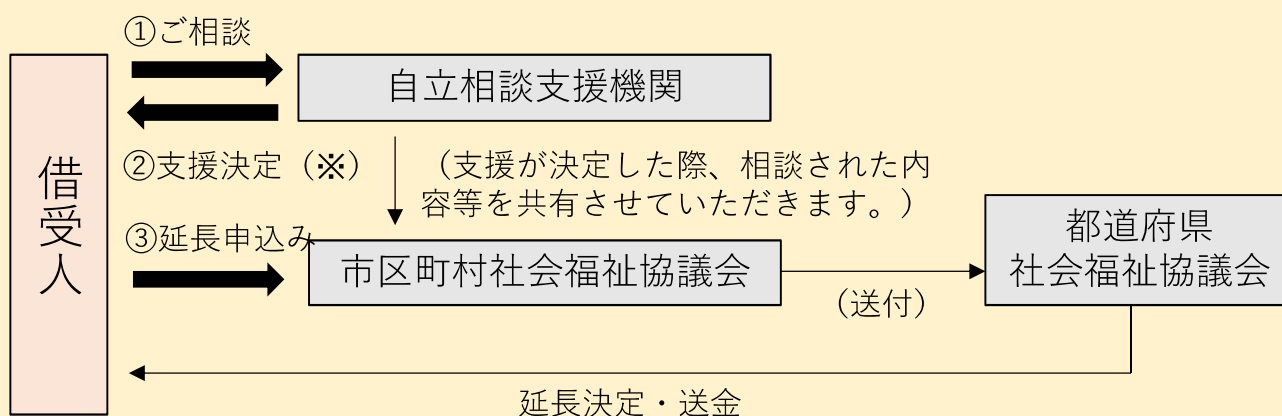 ①ご相談
自立相談支援機関
借受人
②支援決定（※）
（支援が決定した際、相談された内
容等を共有させていただきます。）
③延長申込み
市区町村社会福祉協議会
（送付）
都道府県
社会福祉協議会
延長決定・送金